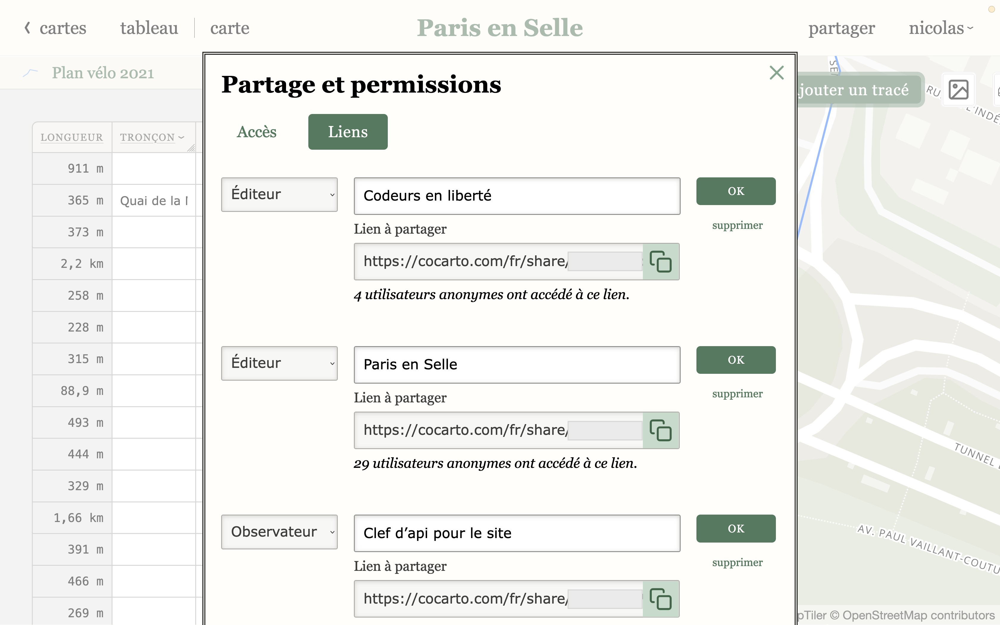 cartes tableau carte Paris en Selle partager nicolas
Plan vélo 2021
Partage et permissions
Accès Liens
Éditeur Codeurs en liberté OK
Lien à partager supprimer
https://cocarto.com/fr/share/
4 utilisateurs anonymes ont accédé à ce lien.
Éditeur Paris en Selle OK
Lien à partager supprimer
https://cocarto.com/fr/share/
29 utilisateurs anonymes ont accédé à ce lien.
Observateur Clef d’api pour le site OK
Lien à partager supprimer
https://cocarto.com/fr/share/
LONGUEUR TRONÇON
911 m
365 m Quai de la
373 m
2,2 km
258 m
228 m
315 m
88,9 m
493 m
444 m
329 m
1,66 km
391 m
466 m
269 m
jouter un tracé
RU
L'INDÉ
SE
TUNNEL
AV. PAUL VAILLANT-COUTU
pTiler © OpenStreetMap contributors